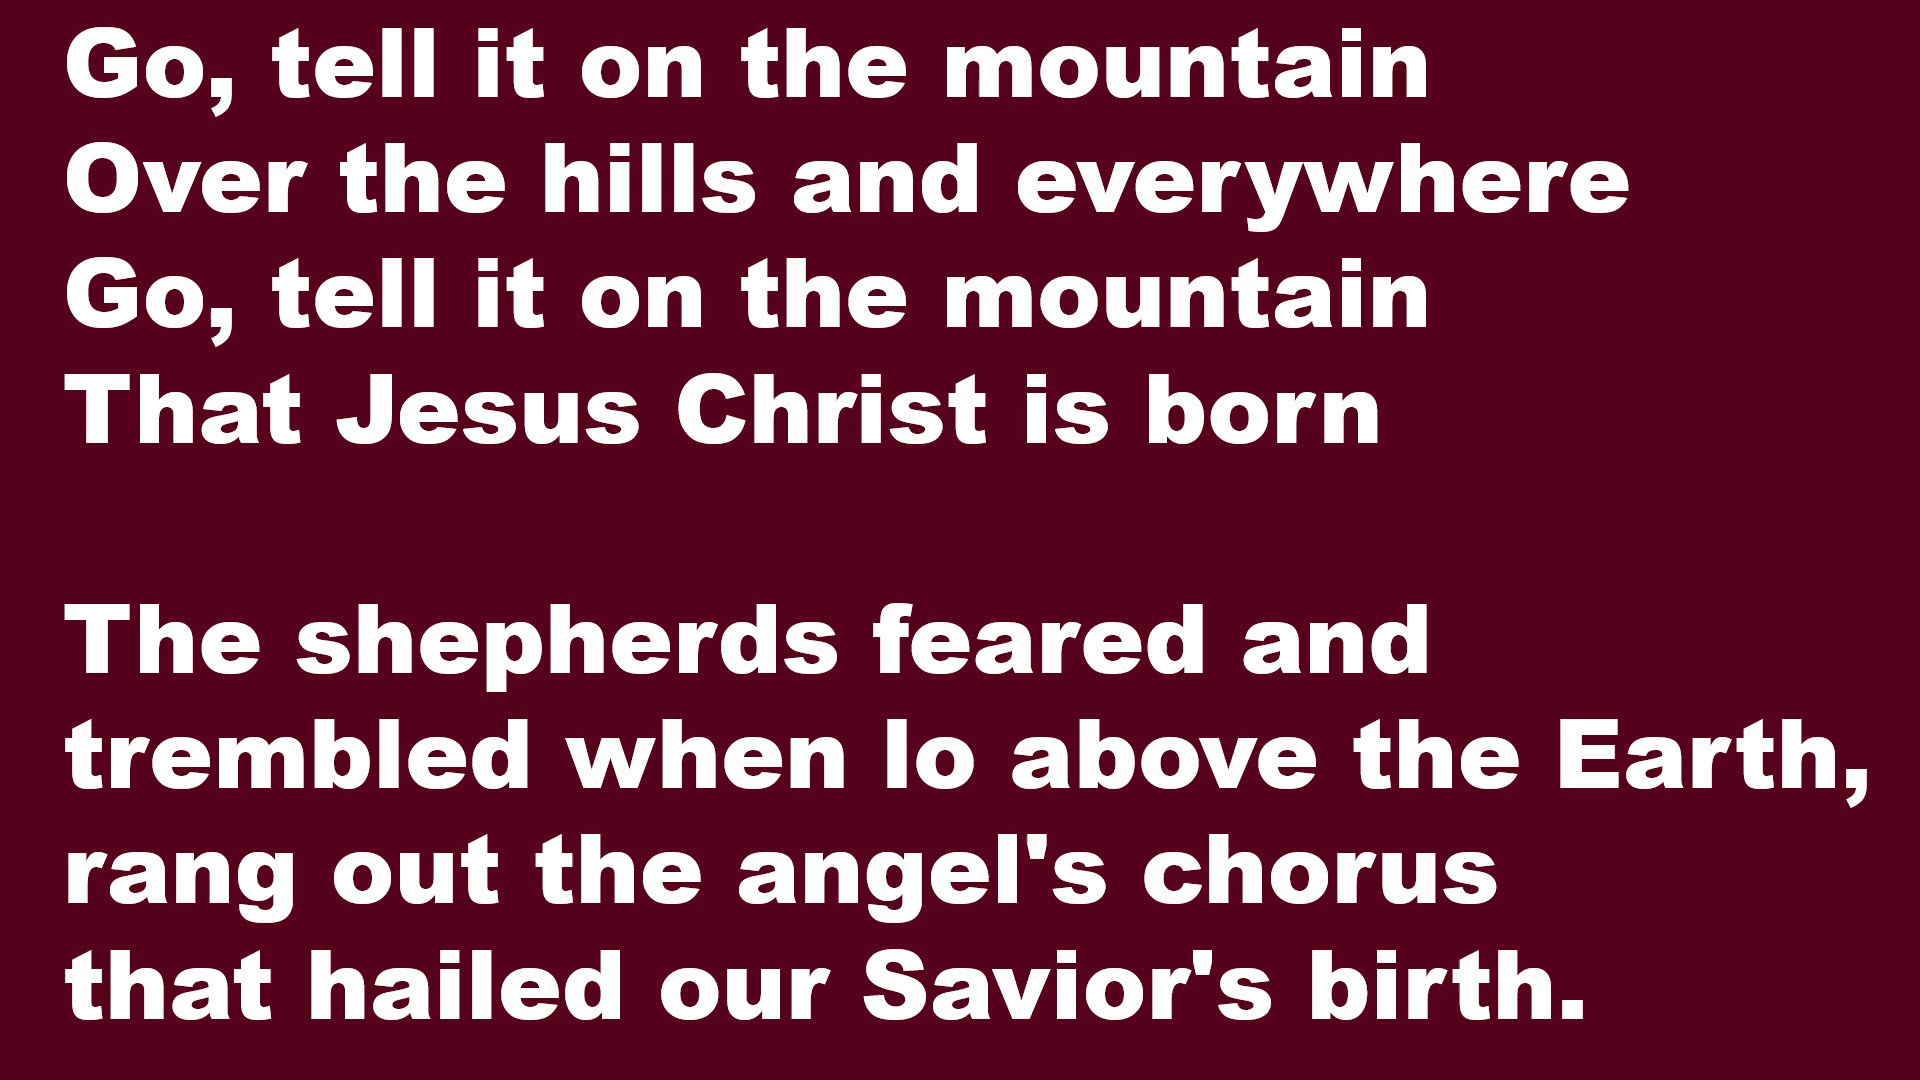 Go, tell it on the mountain
Over the hills and everywhere
Go, tell it on the mountain
That Jesus Christ is born
The shepherds feared and
trembled when lo above the Earth,
rang out the angel's chorus
that hailed our Savior's birth.